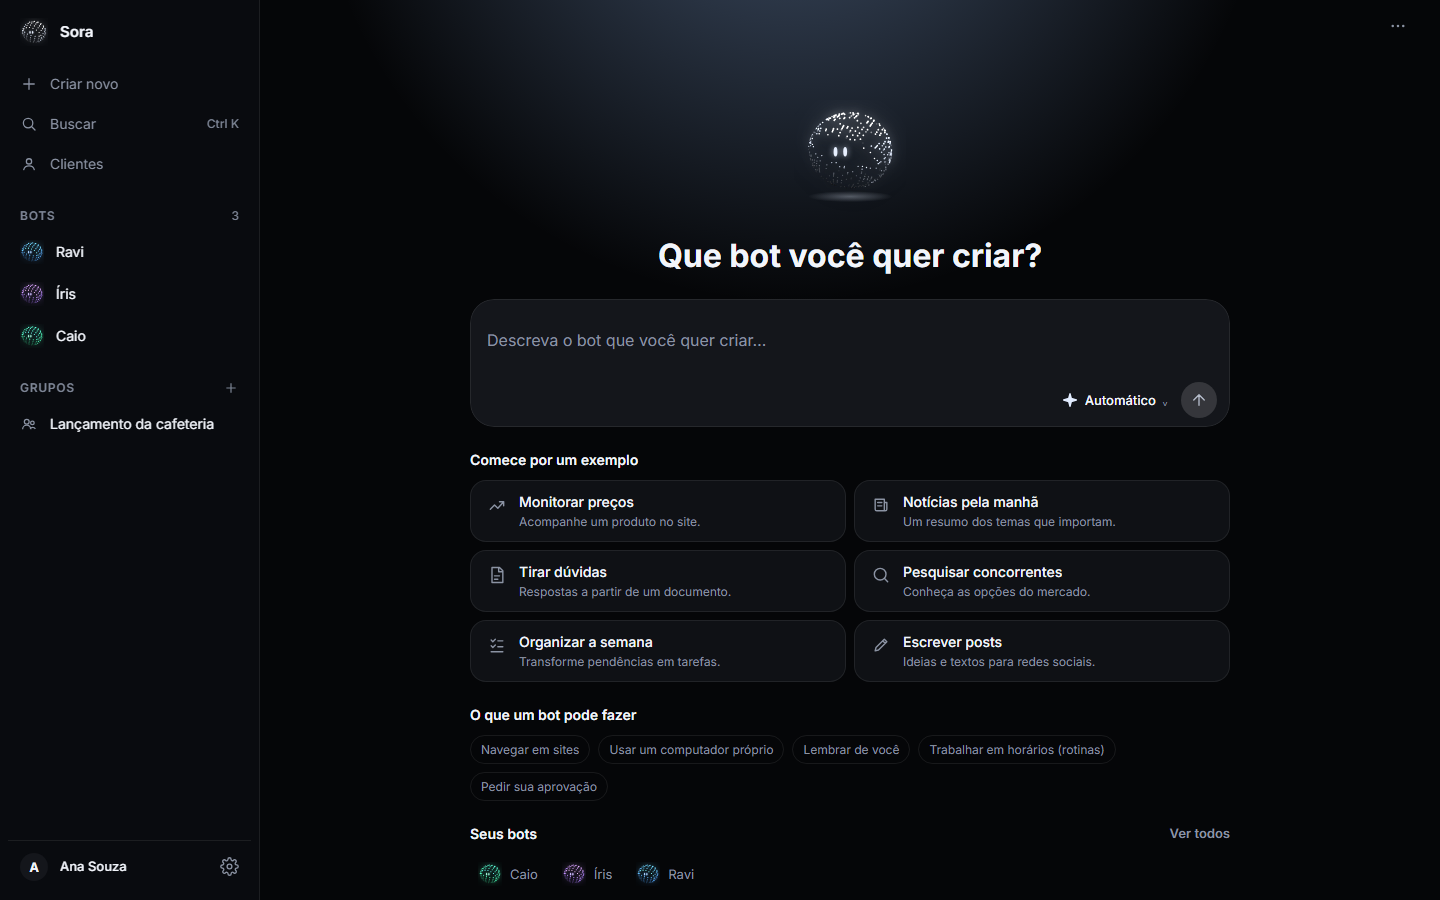 Sora
Criar novo
Buscar
Ctrl K
Clientes
BOTS
3
Ravi
Íris
Caio
GRUPOS
Lançamento da cafeteria
A
Ana Souza
Que bot você quer criar?
Descreva o bot que você quer criar...
Automático
Comece por um exemplo
Monitorar preços
Acompanhe um produto no site.
Notícias pela manhã
Um resumo dos temas que importam.
Tirar dúvidas
Respostas a partir de um documento.
Pesquisar concorrentes
Conheça as opções do mercado.
Organizar a semana
Transforme pendências em tarefas.
Escrever posts
Ideias e textos para redes sociais.
O que um bot pode fazer
Navegar em sites
Usar um computador próprio
Lembrar de você
Trabalhar em horários (rotinas)
Pedir sua aprovação
Seus bots
Ver todos
Caio
Íris
Ravi